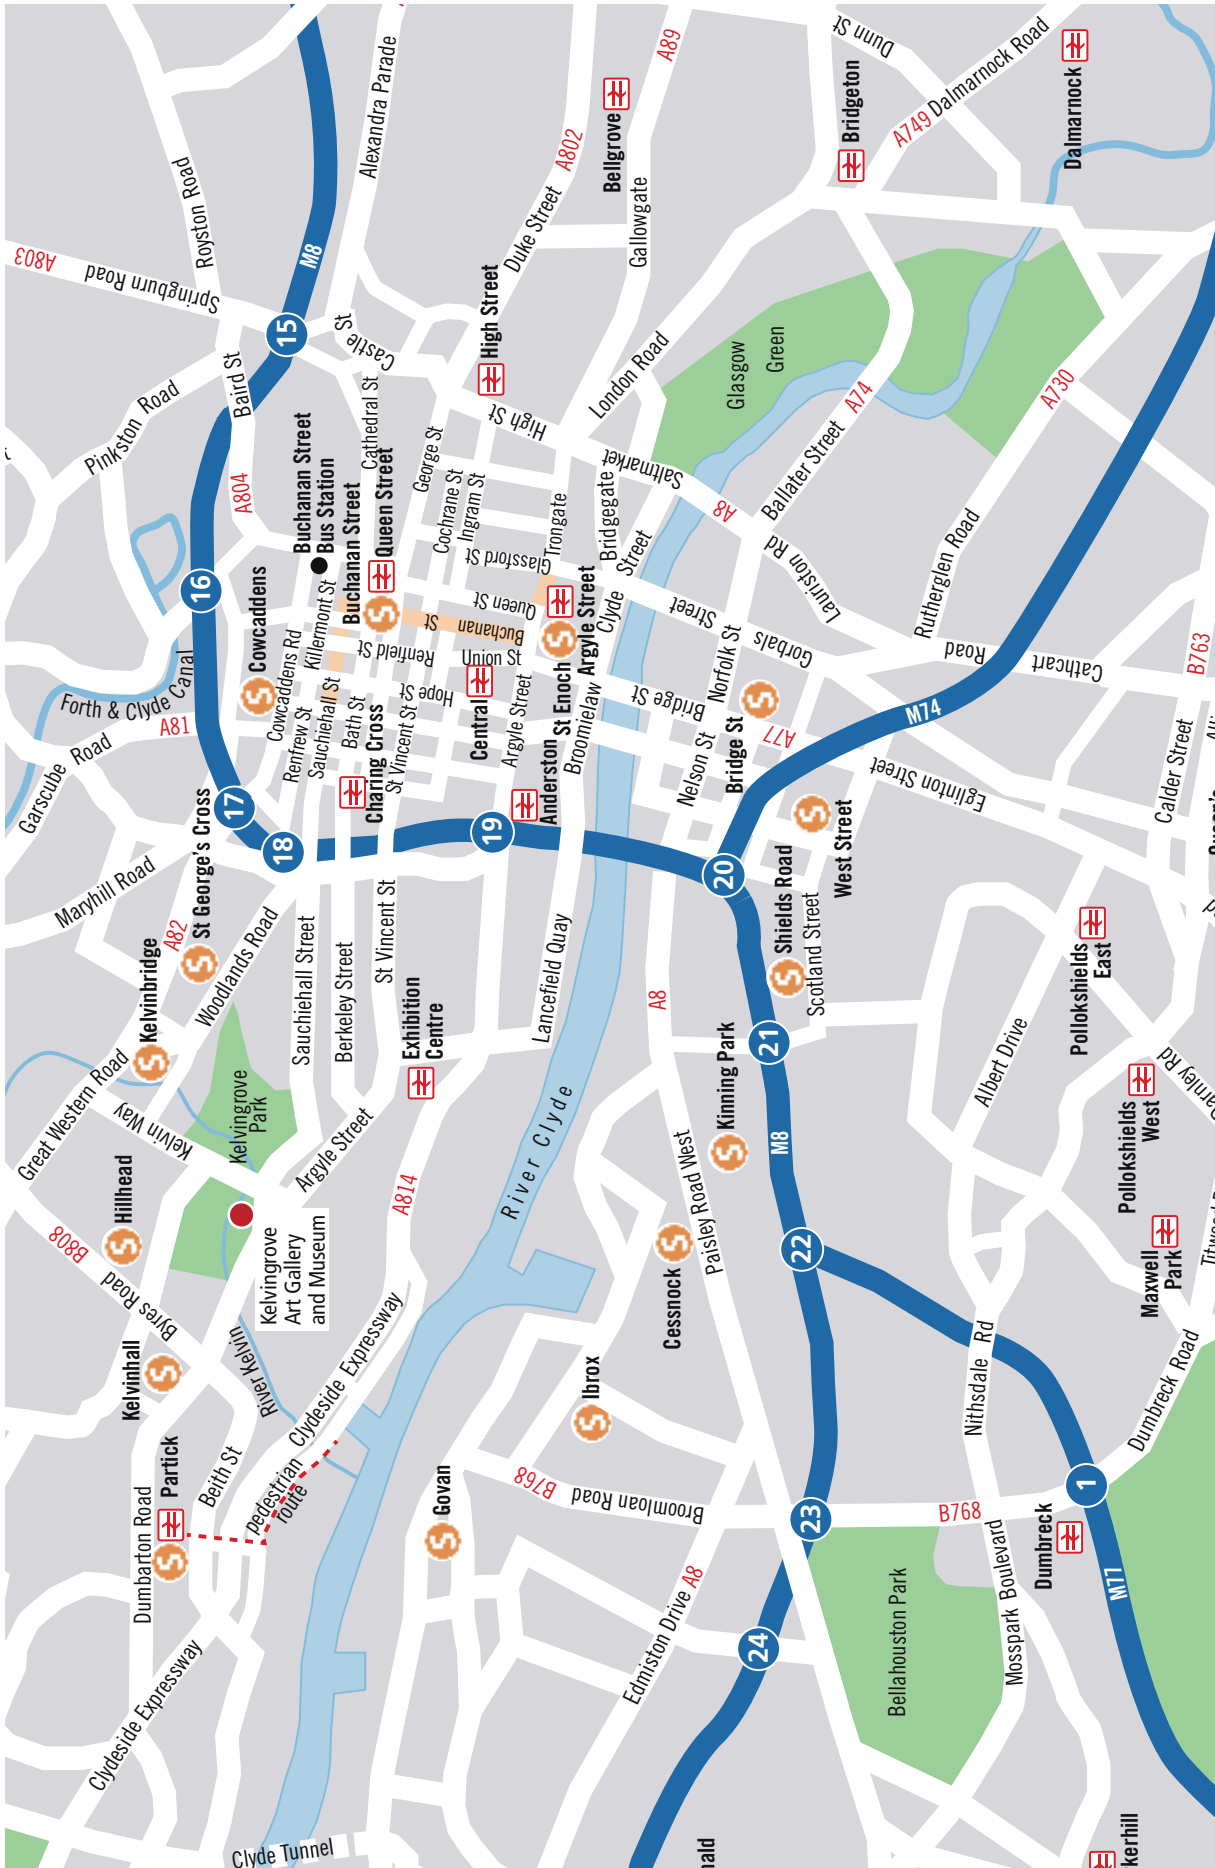 Clydeside Expressway
Dumbarton Road
Partick
Beith St
pedestrian
route
Clydeside Expressway
Clyde Tunnel
Kelvinhall
Byres Road
B808
Hillhead
River Kelvin
Kelvingrove
Art Gallery
and Museum
Kelvingrove
Park
Kelvin Way
Great Western Road
Kelvinbridge
Argyle Street
A814
Exhibition
Centre
Woodlands Road
A82
St George's Cross
Maryhill Road
Garscube Road
Forth & Clyde Canal
A81
17
18
16
15
19
Sauchiehall Street
Berkeley Street
St Vincent St
Lancefield Quay
River Clyde
Cowcaddens
Cowcaddens Rd
Renfrew St
Sauchiehall St
Killermont St
Bath St
Charing Cross
St Vincent St
Hope St
Renfield St
Central
Union St
Argyle Street
Anderston
St Enoch
Broomielaw
Argyle Street
Clyde Street
Buchanan St
Queen St
Glassford St
Buchanan Street
Bus Station
Buchanan Street
Queen Street
Cathedral St
George St
Cochrane St
Ingram St
Trongate
Bridgegate
Saltmarket
High St
High Street
Castle St
Baird St
A804
Pinkston Road
Springburn Road
A803
Royston Road
M8
Alexandra Parade
Duke Street
A802
Bellgrove
Gallowgate
A89
London Road
Glasgow
Green
Bridgeton
Dunn St
A749
Dalmarnock Road
Dalmarnock
A74
Ballater Street
A8
A730
Rutherglen Road
Lauriston Rd
Gorbals Street
Norfolk St
Bridge St
Nelson St
Bridge St
A77
M74
Cathcart Road
B763
Calder Street
Eglinton Street
West Street
Shields Road
Scotland Street
20
21
22
23
24
1
A8
Kinning Park
M8
Paisley Road West
Cessnock
Ibrox
Govan
B768
Broomloan Road
Edmiston Drive
A8
Bellahouston Park
B768
Mosspark Boulevard
Dumbreck
M77
Nithsdale Rd
Dumbreck Road
Albert Drive
Pollokshields
East
Pollokshields
West
Maxwell
Park
Darnley Rd
kerhill
nald